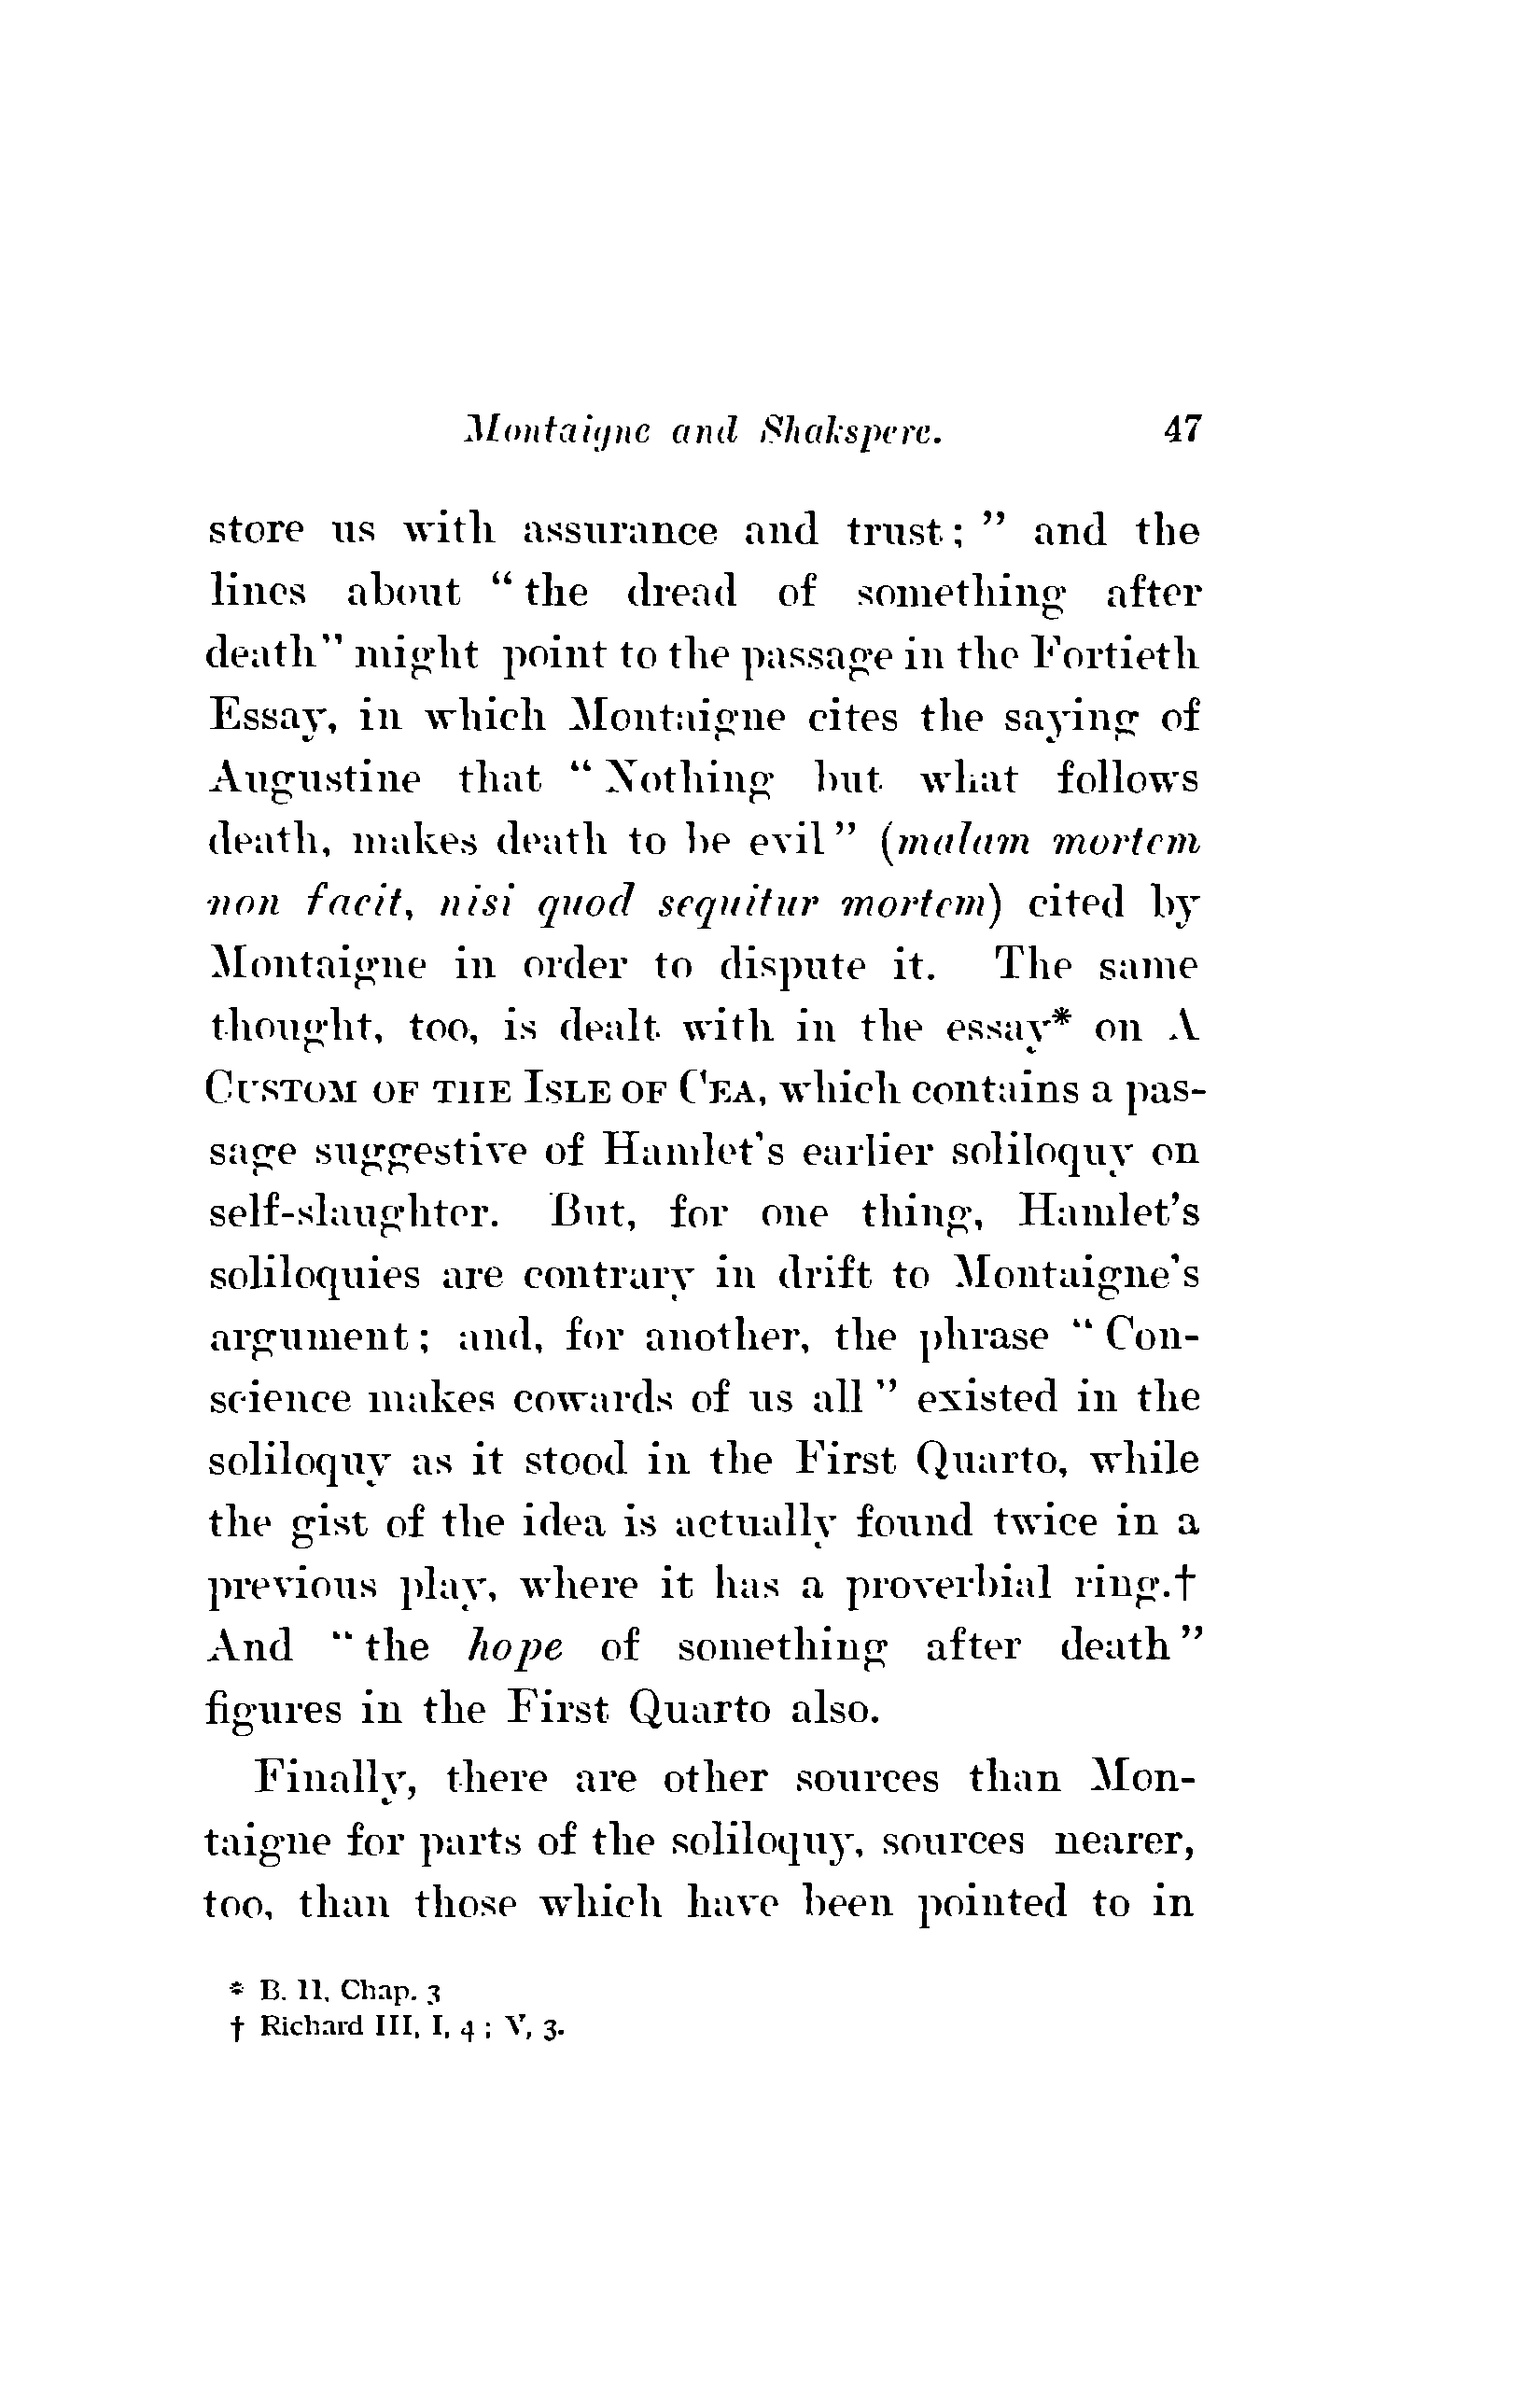 Montaigne and Shakspere. 47
store us with assurance and trust; " and the
lines about " the dread of something after
death" might point to the passage in the Fortieth
Essay, in which Montaigne cites the saying of
Augustine that " Nothing but what follows
death, makes death to be evil " (malam mortem
non facit, nisi quod sequitur mortem) cited by
Montaigne in order to dispute it. The same
thought, too, is dealt with in the essay* on A
Custom of the Isle of Cea, which contains a pas-
sage suggestive of Hamlet's earlier soliloquy on
self-slaughter. But, for one thing, Hamlet's
soliloquies are contrary in drift to Montaigne's
argument; and, for another, the phrase " Con-
science makes cowards of us all " existed in the
soliloquy as it stood in the First Quarto, while
the gist of the idea is actually found twice in a
previous play, where it has a proverbial ring.†
And " the hope of something after death "
figures in the First Quarto also.
Finally, there are other sources than Mon-
taigne for parts of the soliloquy, sources nearer,
too, than those which have been pointed to in
* B. II, Chap. 3
† Richard III, I, 4 ; V, 3.